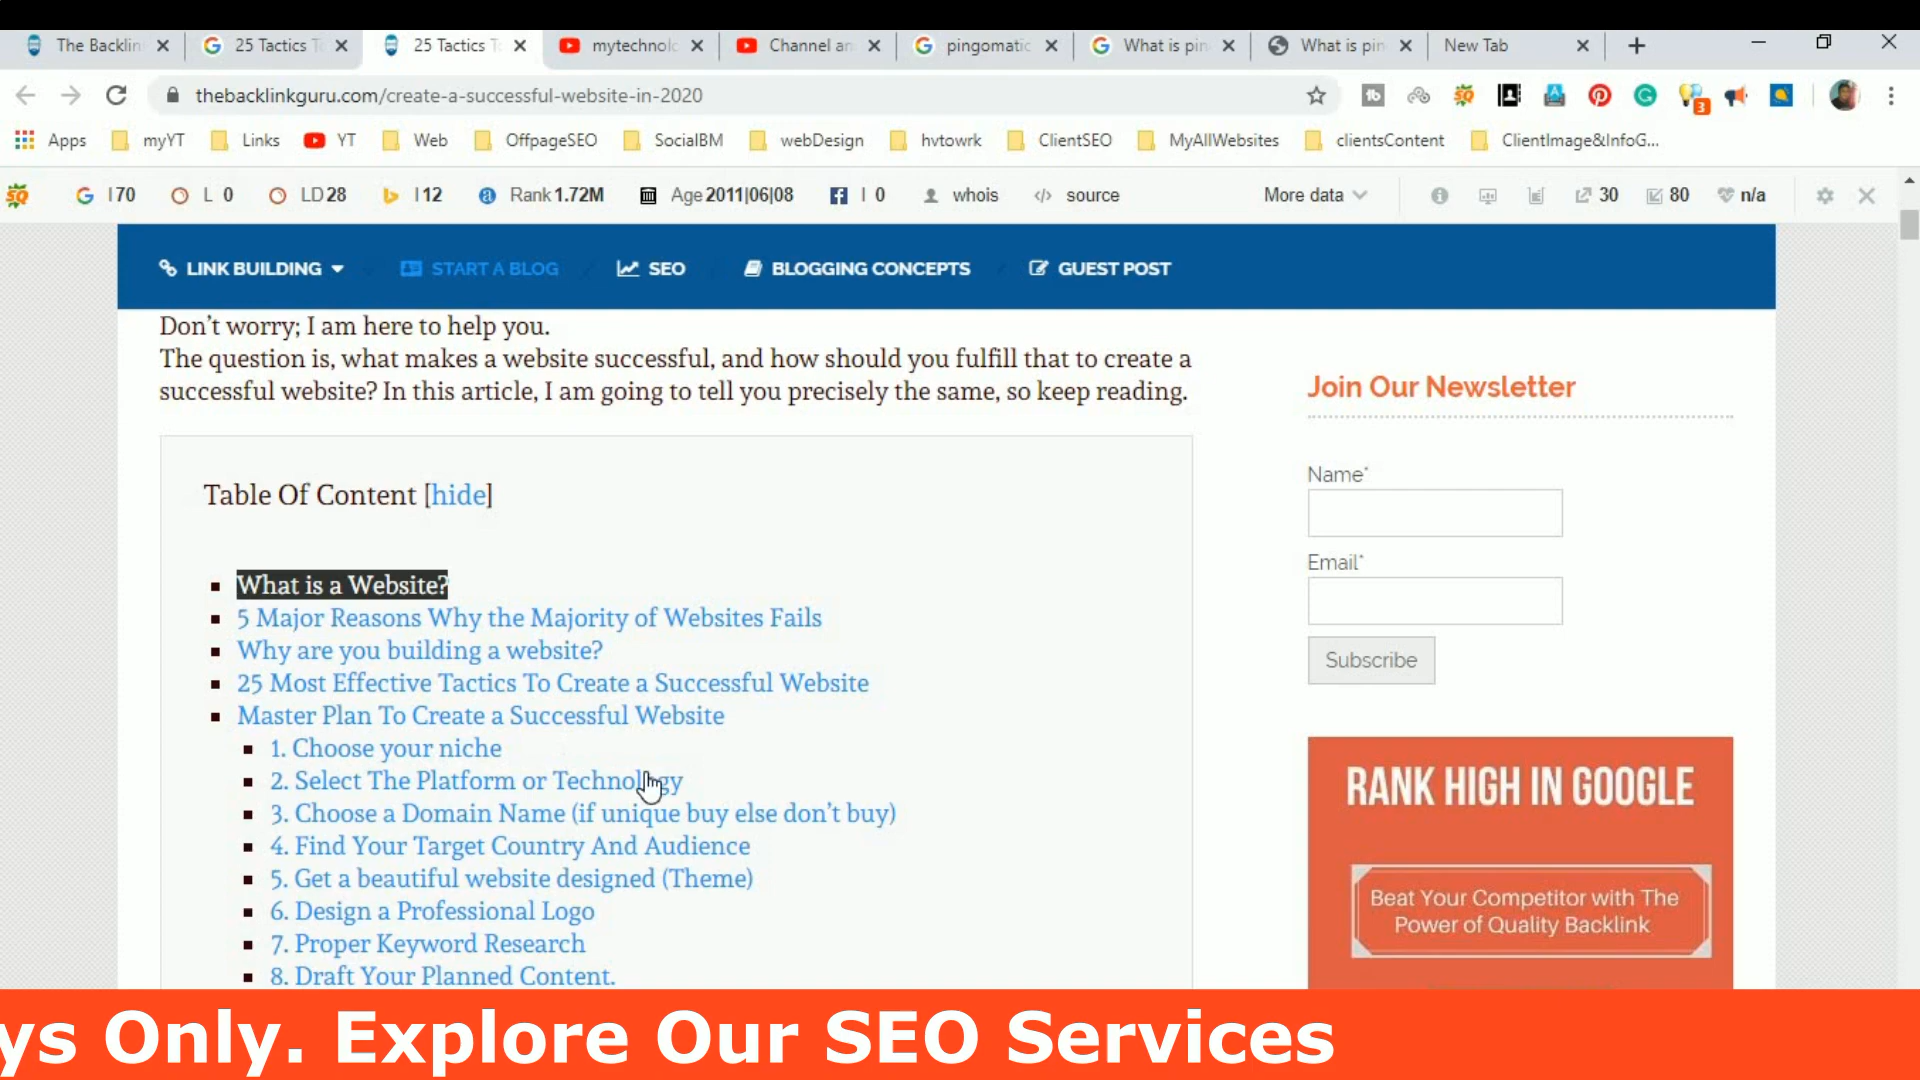 The Backlin
25 Tactics T
25 Tactics T
mytechnolo
Channel an
pingomatic
What is pin
What is pin
New Tab
thebacklinkguru.com/create-a-successful-website-in-2020
3
Apps
myYT
Links
YT
Web
OffpageSEO
SocialBM
webDesign
hvtowrk
ClientSEO
MyAllWebsites
clientsContent
ClientImage&InfoG...
SQ
I 70
L 0
LD 28
I 12
Rank 1.72M
Age 2011|06|08
I 0
whois
source
More data
30
80
n/a
LINK BUILDING
START A BLOG
SEO
BLOGGING CONCEPTS
GUEST POST
Don't worry; I am here to help you.
The question is, what makes a website successful, and how should you fulfill that to create a
successful website? In this article, I am going to tell you precisely the same, so keep reading.
Table Of Content [hide]
What is a Website?
5 Major Reasons Why the Majority of Websites Fails
Why are you building a website?
25 Most Effective Tactics To Create a Successful Website
Master Plan To Create a Successful Website
1. Choose your niche
2. Select The Platform or Technology
3. Choose a Domain Name (if unique buy else don't buy)
4. Find Your Target Country And Audience
5. Get a beautiful website designed (Theme)
6. Design a Professional Logo
7. Proper Keyword Research
8. Draft Your Planned Content.
Join Our Newsletter
Name*
Email*
Subscribe
RANK HIGH IN GOOGLE
Beat Your Competitor with The
Power of Quality Backlink
ys Only. Explore Our SEO Services